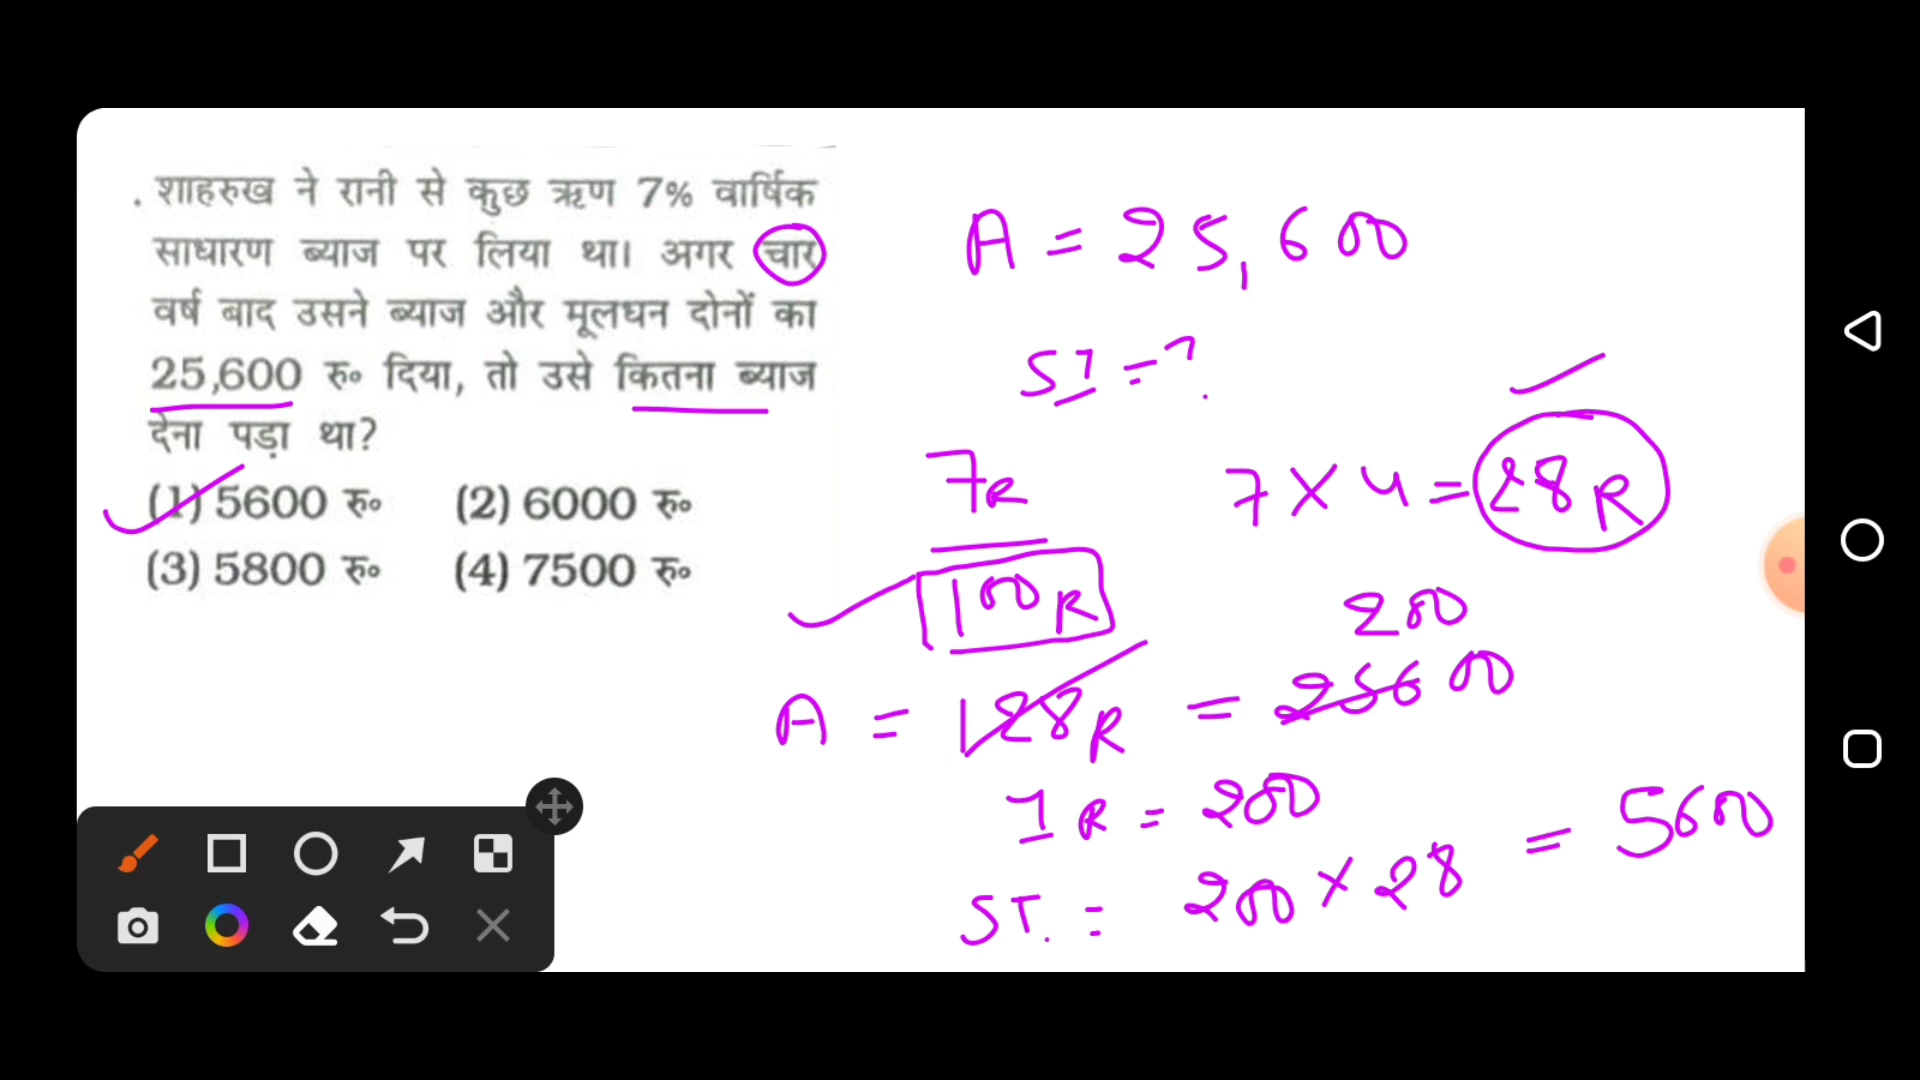 . शाहरुख ने रानी से कुछ ऋण 7% वार्षिक
साधारण ब्याज पर लिया था। अगर चार
वर्ष बाद उसने ब्याज और मूलधन दोनों का
25,600 रु० दिया, तो उसे कितना ब्याज
देना पड़ा था?
(1) 5600 रु० (2) 6000 रु०
(3) 5800 रु० (4) 7500 रु०
A = 25,600
SI = ?
7R
100R
7 × 4 = 28R
200
A = 128R = 25600
1R = 200
SI. = 200 × 28 = 5600